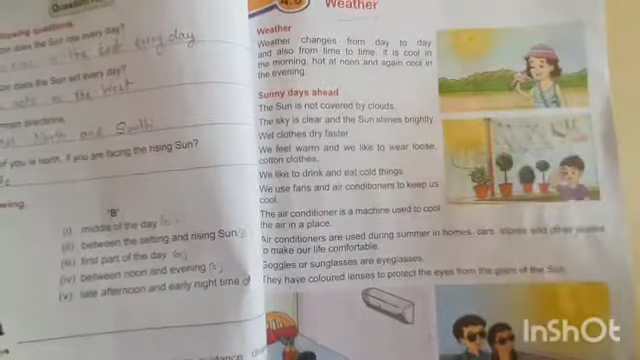 Question
4.6
Weather
following questions.
does the Sun rise every day?
in the East every day
does the Sun set every day?
sets in the West
main directions.
North and South
of you is north, if you are facing the rising Sun?
'B'
(i) middle of the day
(ii) between the setting and rising Sun
(iii) first part of the day
(iv) between noon and evening
(v) late afternoon and early night time
Weather
Weather changes from day to day
and also from time to time. It is cool in
the morning, hot at noon and again cool in
the evening.
Sunny days ahead
The Sun is not covered by clouds.
The sky is clear and the Sun shines brightly
Wet clothes dry faster.
We feel warm and we like to wear loose,
cotton clothes.
We like to drink and eat cold things.
We use fans and air conditioners to keep us
cool.
The air conditioner is a machine used to cool
the air in a place.
Air conditioners are used during summer in homes, cars, stores and other places
to make our life comfortable.
Goggles or sunglasses are eyeglasses.
They have coloured lenses to protect the eyes from the glare of the Sun.
InShOt